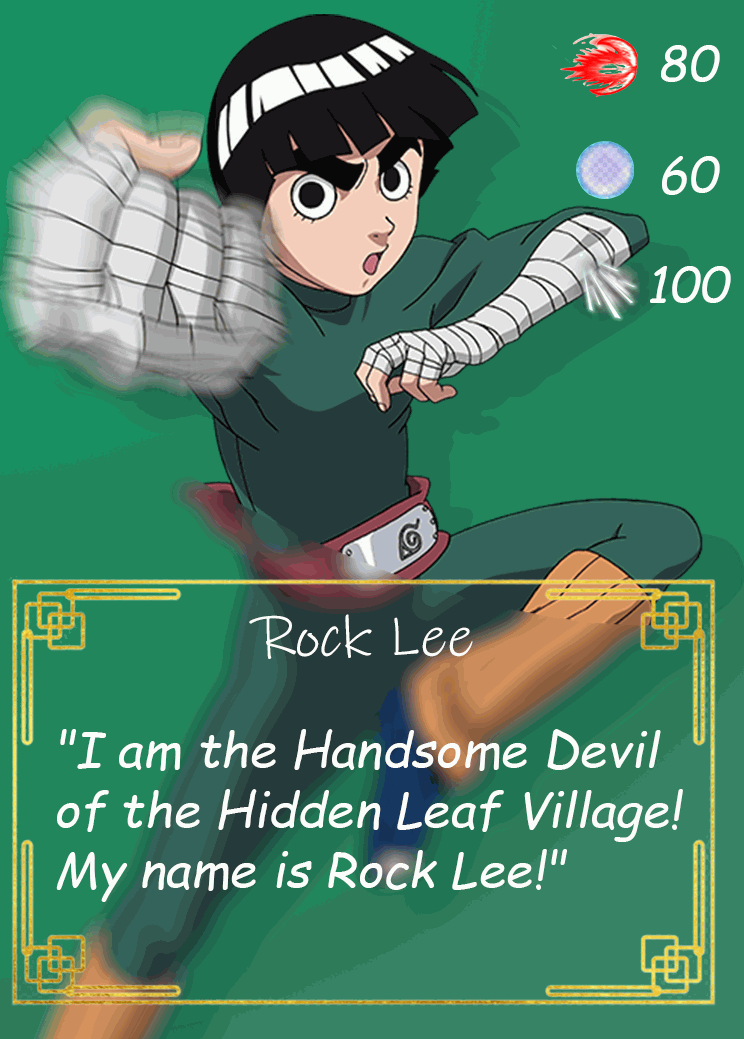 80
60
100
Rock Lee
"I am the Handsome Devil
of the Hidden Leaf Village!
My name is Rock Lee!"